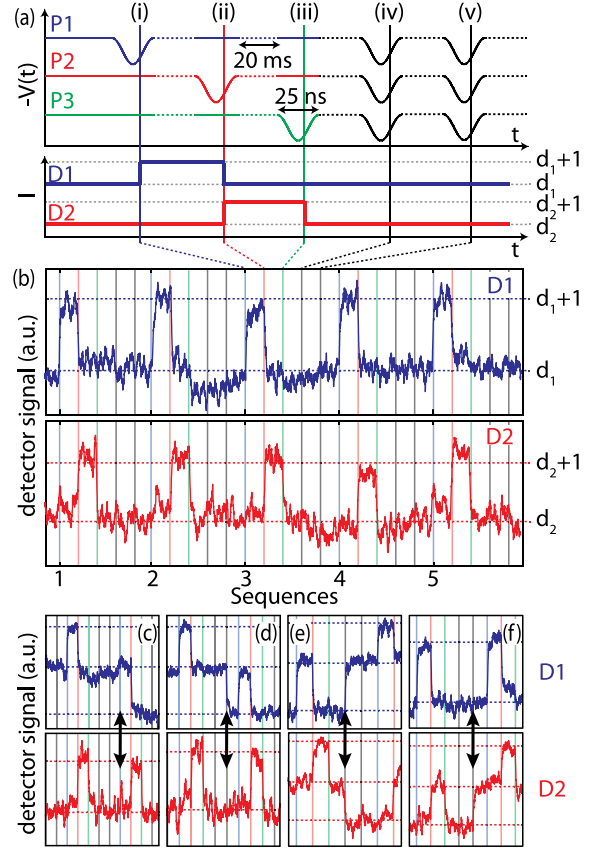 (a)
(i) (ii) (iii) (iv) (v)
P1
P2
P3
20 ms
25 ns
-V(t)
t
D1
D2
I
d1+1
d1
d2+1
d2
t
(b)
D1
d1+1
d1
D2
d2+1
d2
detector signal (a.u.)
1 2 3 4 5
Sequences
(c) (d) (e) (f)
D1
D2
detector signal (a.u.)